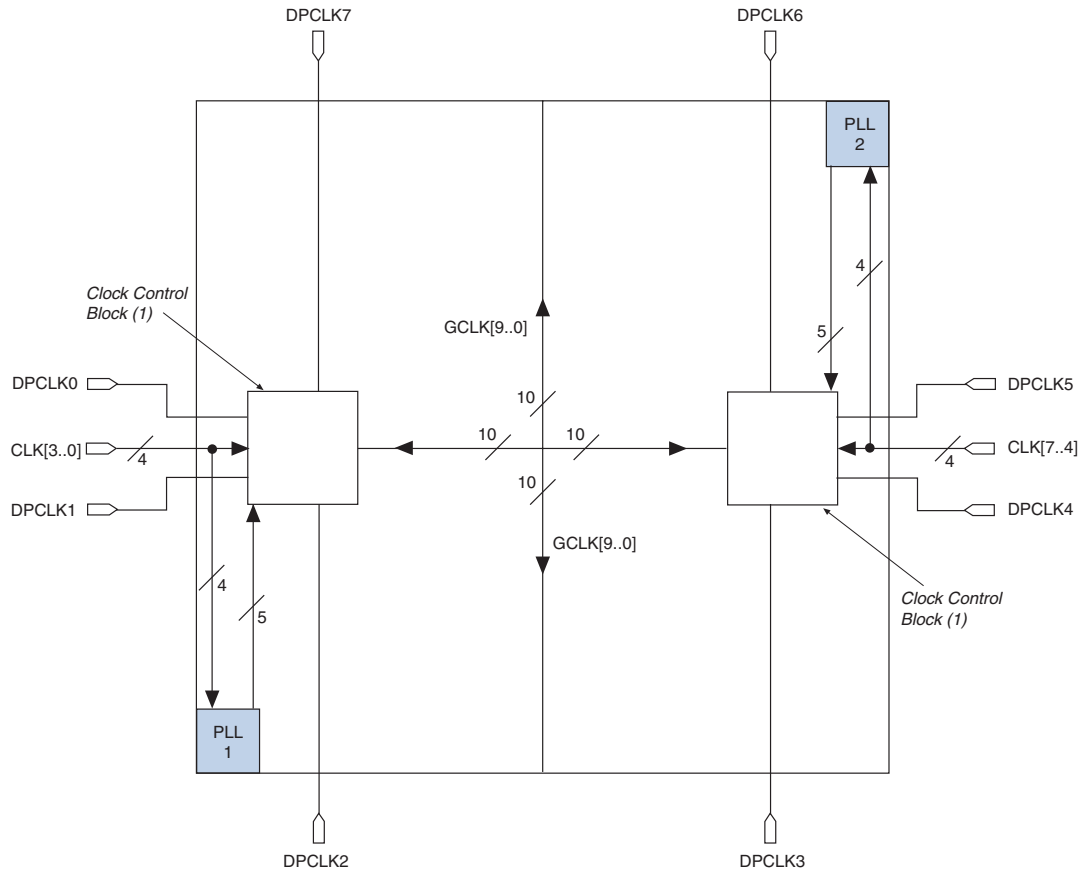 DPCLK7
DPCLK6
PLL
2
4
Clock Control
Block (1)
GCLK[9..0]
5
DPCLK0
DPCLK5
10
CLK[3..0]
4
10
10
4
CLK[7..4]
DPCLK1
10
DPCLK4
GCLK[9..0]
4
5
Clock Control
Block (1)
PLL
1
DPCLK2
DPCLK3